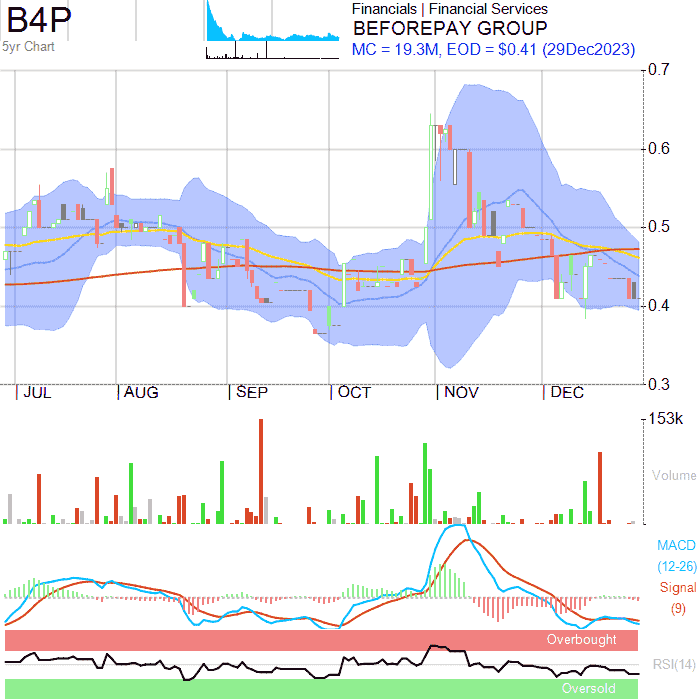 B4P
5yr Chart
Financials | Financial Services
BEFOREPAY GROUP
MC = 19.3M, EOD = $0.41 (29Dec2023)
0.7
0.6
0.5
0.4
0.3
JUL AUG SEP OCT NOV DEC
153k
Volume
MACD
(12-26)
Signal
(9)
Overbought
RSI(14)
Oversold